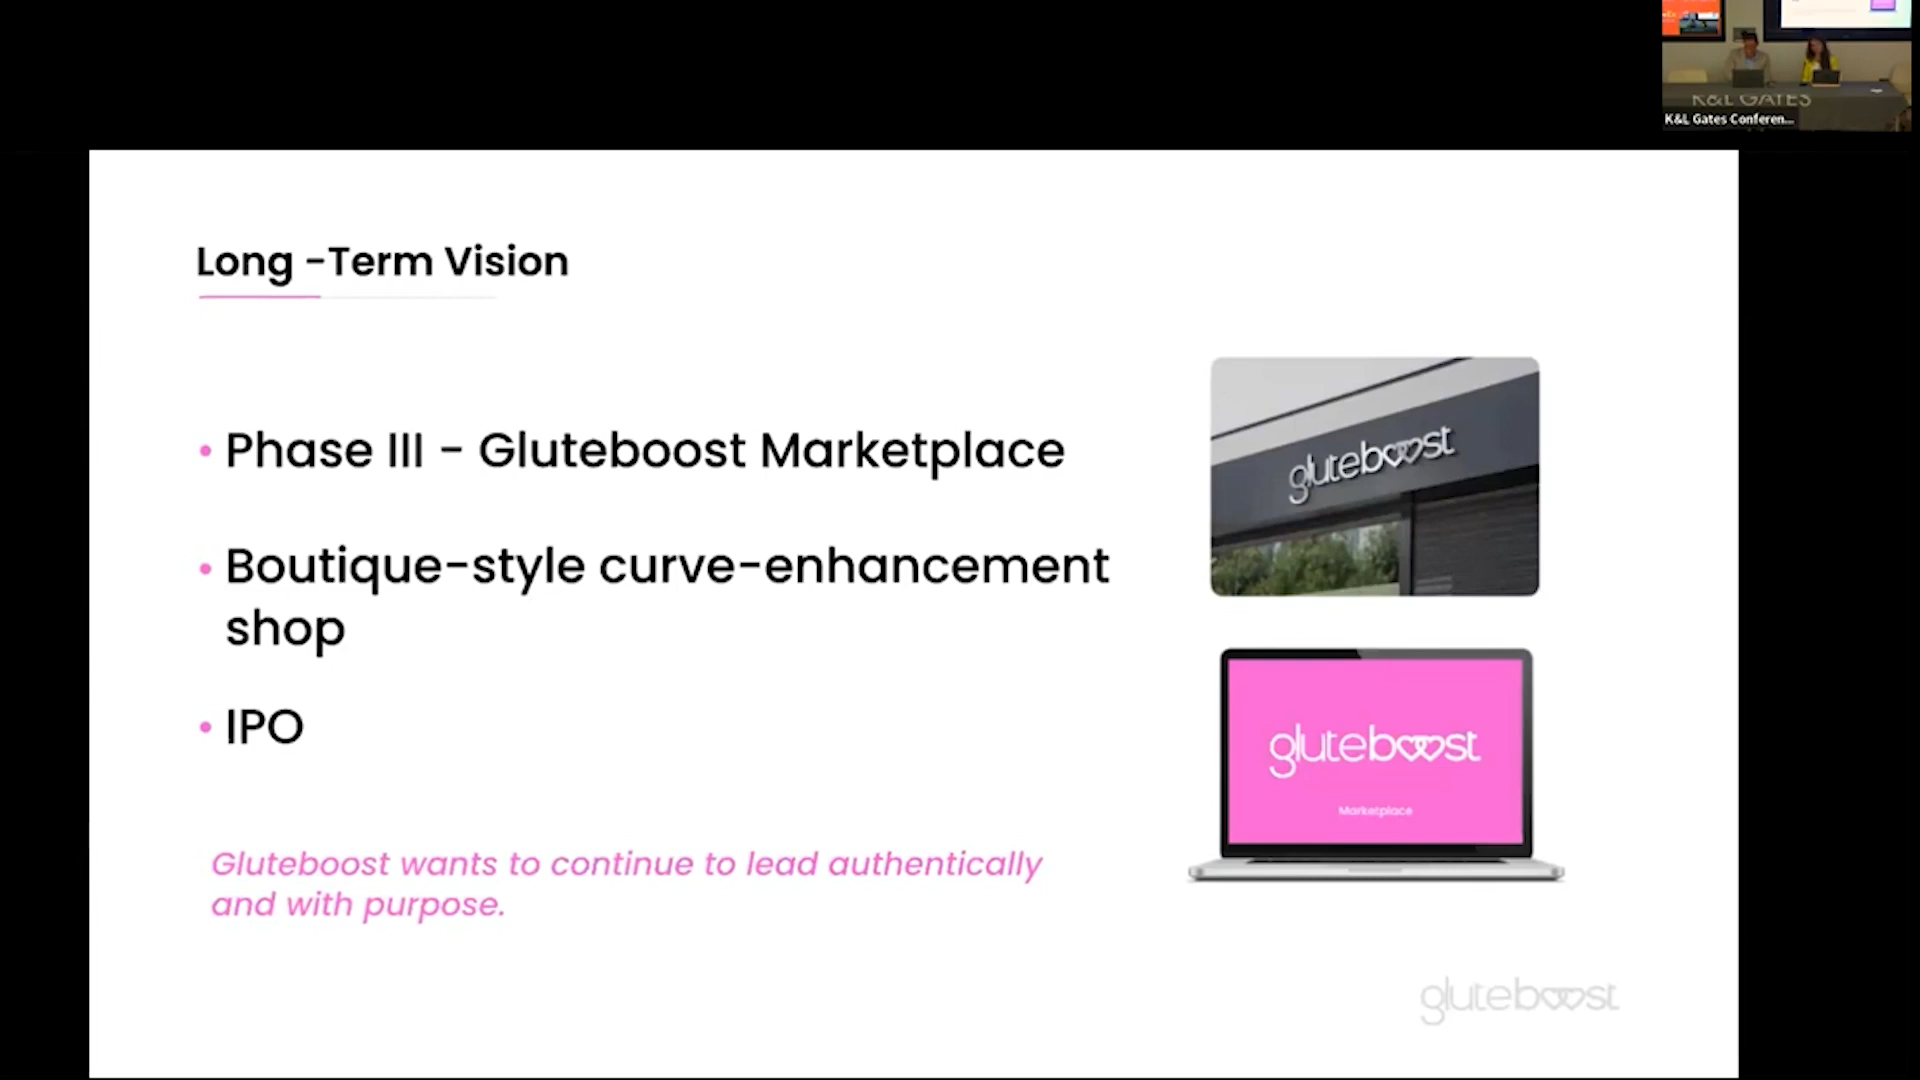 K&L GATES
K&L Gates Conferen...
Long -Term Vision
• Phase III - Gluteboost Marketplace
• Boutique-style curve-enhancement
shop
• IPO
Gluteboost wants to continue to lead authentically
and with purpose.
gluteboost
gluteboost
Marketplace
gluteboost